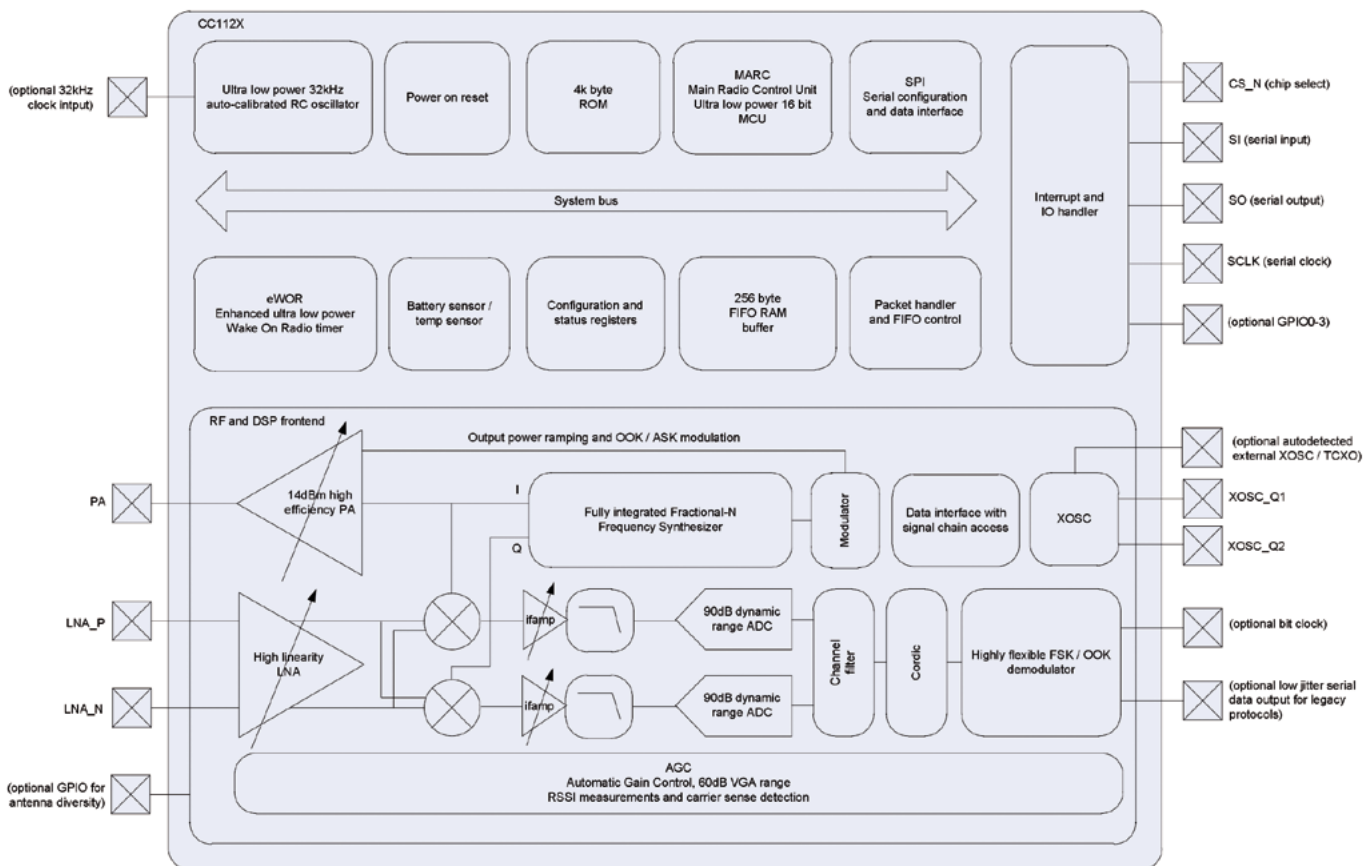 CC112X
(optional 32kHz
clock intput)
Ultra low power 32kHz
auto-calibrated RC oscillator
Power on reset
4k byte
ROM
MARC
Main Radio Control Unit
Ultra low power 16 bit
MCU
SPI
Serial configuration
and data interface
Interrupt and
IO handler
CS_N (chip select)
SI (serial input)
SO (serial output)
SCLK (serial clock)
(optional GPIO0-3)
System bus
eWOR
Enhanced ultra low power
Wake On Radio timer
Battery sensor /
temp sensor
Configuration and
status registers
256 byte
FIFO RAM
buffer
Packet handler
and FIFO control
RF and DSP frontend
Output power ramping and OOK / ASK modulation
PA
14dBm high
efficiency PA
I
Q
Fully integrated Fractional-N
Frequency Synthesizer
Modulator
Data interface with
signal chain access
XOSC
(optional autodetected
external XOSC / TCXO)
XOSC_Q1
XOSC_Q2
LNA_P
LNA_N
High linearity
LNA
ifamp
90dB dynamic
range ADC
ifamp
90dB dynamic
range ADC
Channel
filter
Cordic
Highly flexible FSK / OOK
demodulator
(optional bit clock)
(optional low jitter serial
data output for legacy
protocols)
(optional GPIO for
antenna diversity)
AGC
Automatic Gain Control, 60dB VGA range
RSSI measurements and carrier sense detection